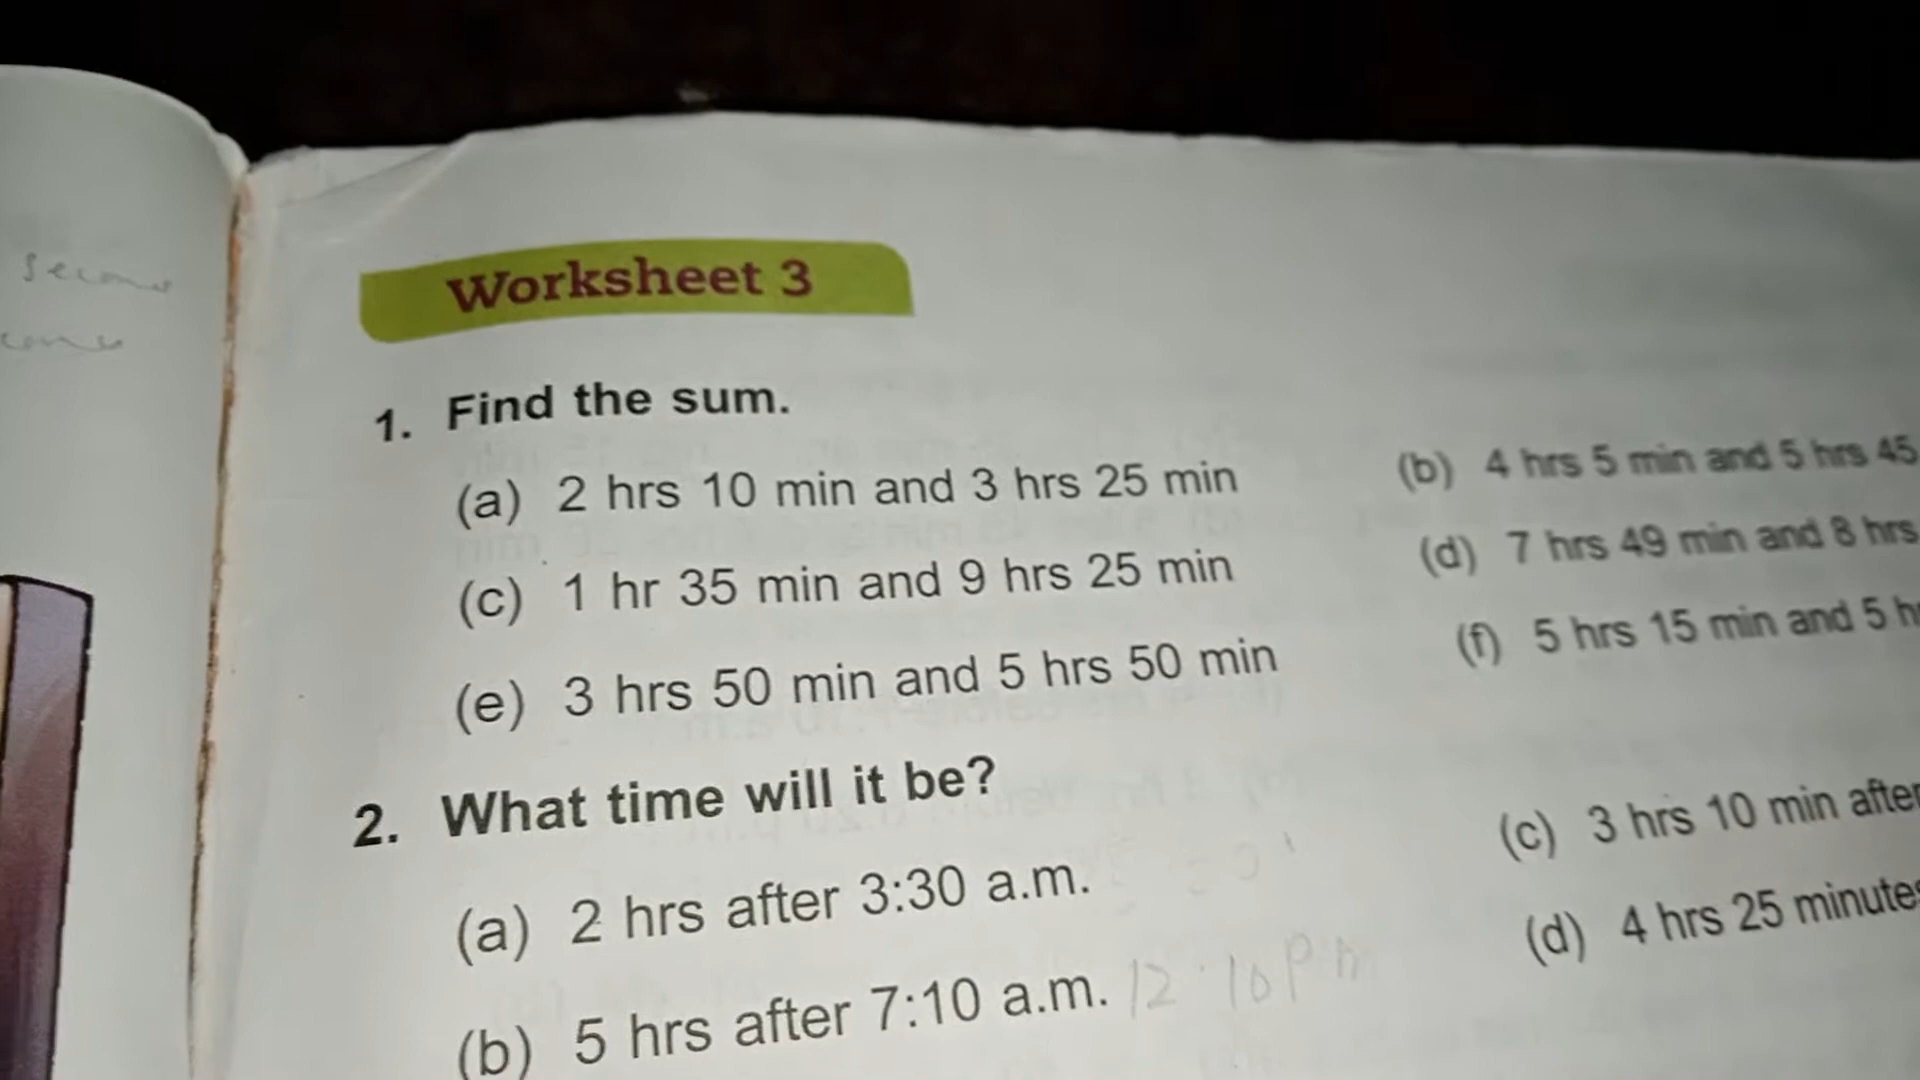 Worksheet 3
1. Find the sum.
(a) 2 hrs 10 min and 3 hrs 25 min
(b) 4 hrs 5 min and 5 hrs 45
(c) 1 hr 35 min and 9 hrs 25 min
(d) 7 hrs 49 min and 8 hrs
(e) 3 hrs 50 min and 5 hrs 50 min
(f) 5 hrs 15 min and 5
2. What time will it be?
(a) 2 hrs after 3:30 a.m.
(b) 5 hrs after 7:10 a.m. 12 10 pm
(c) 3 hrs 10 min after
(d) 4 hrs 25 minutes